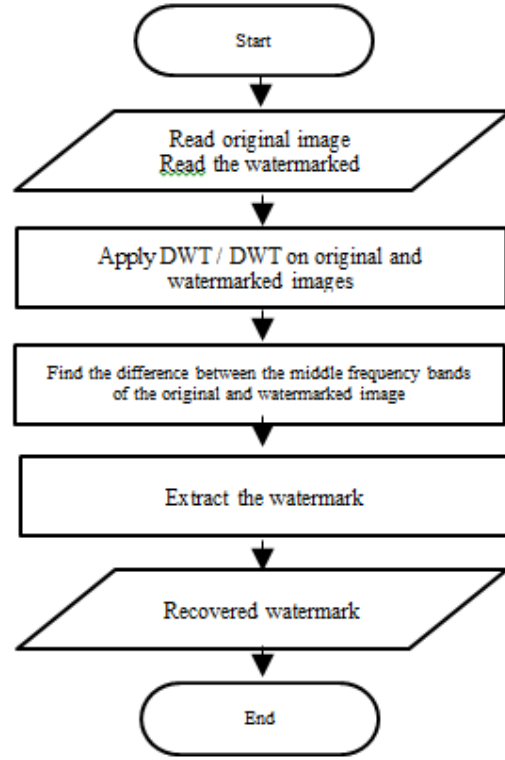 Start
Read original image
Read the watermarked
Apply DWT / DWT on original and
watermarked images
Find the difference between the middle frequency bands
of the original and watermarked image
Extract the watermark
Recovered watermark
End